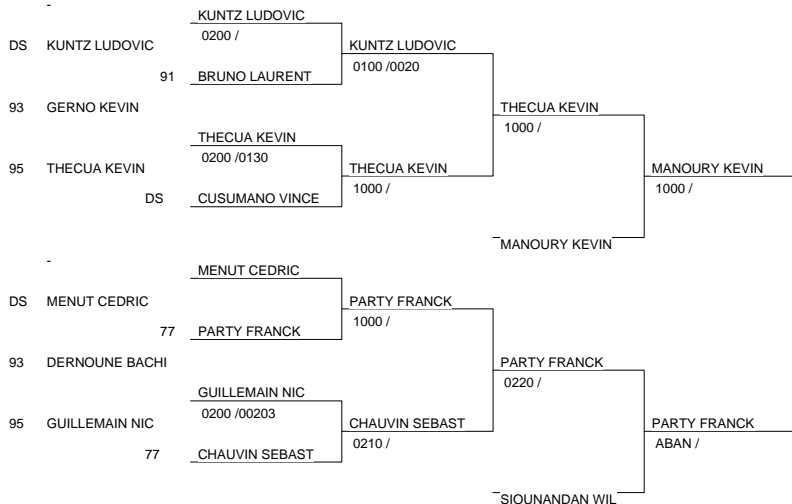 -
KUNTZ LUDOVIC
0200 /
DS KUNTZ LUDOVIC
KUNTZ LUDOVIC
0100 /0020
91 BRUNO LAURENT
93 GERNO KEVIN
THECUA KEVIN
1000 /
THECUA KEVIN
0200 /0130
95 THECUA KEVIN
THECUA KEVIN
1000 /
MANOURY KEVIN
1000 /
DS CUSUMANO VINCE
MANOURY KEVIN
-
MENUT CEDRIC
DS MENUT CEDRIC
PARTY FRANCK
1000 /
77 PARTY FRANCK
93 DERNOUNE BACHI
PARTY FRANCK
0220 /
GUILLEMAIN NIC
0200 /00203
95 GUILLEMAIN NIC
CHAUVIN SEBAST
0210 /
PARTY FRANCK
ABAN /
77 CHAUVIN SEBAST
SIOUNANDAN WIL